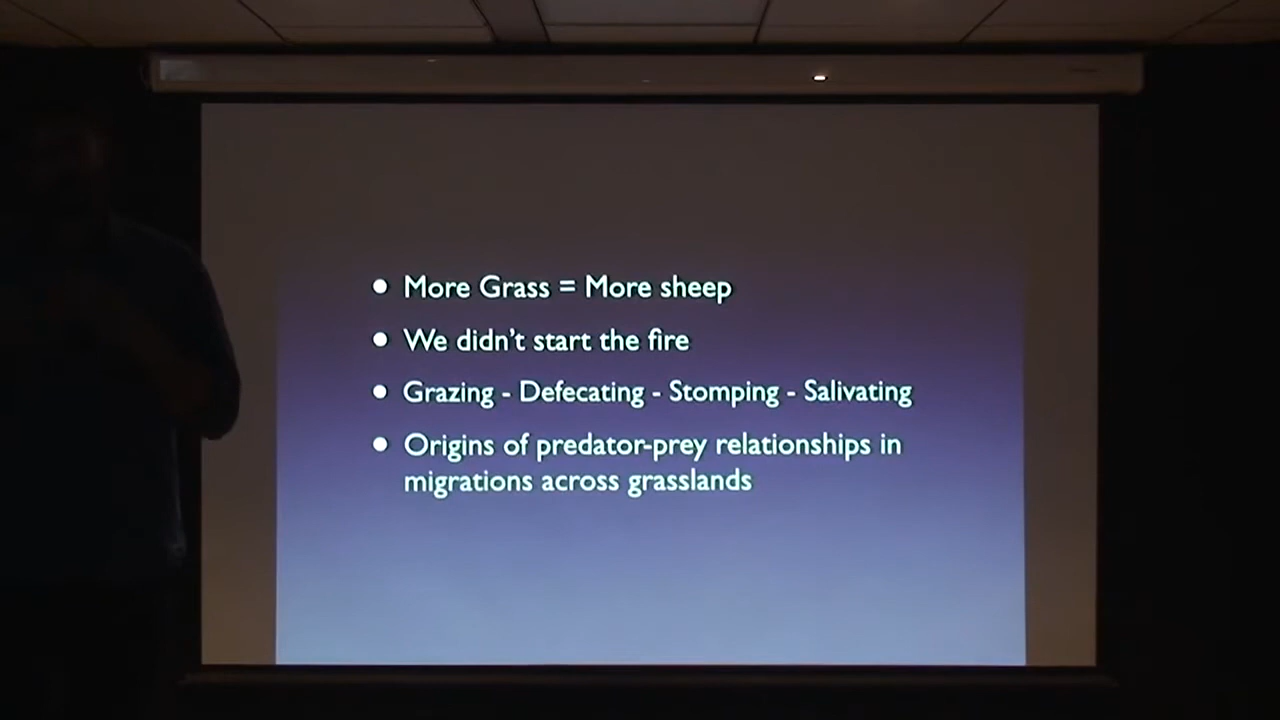 • More Grass = More sheep
• We didn't start the fire
• Grazing - Defecating - Stomping - Salivating
• Origins of predator-prey relationships in
migrations across grasslands